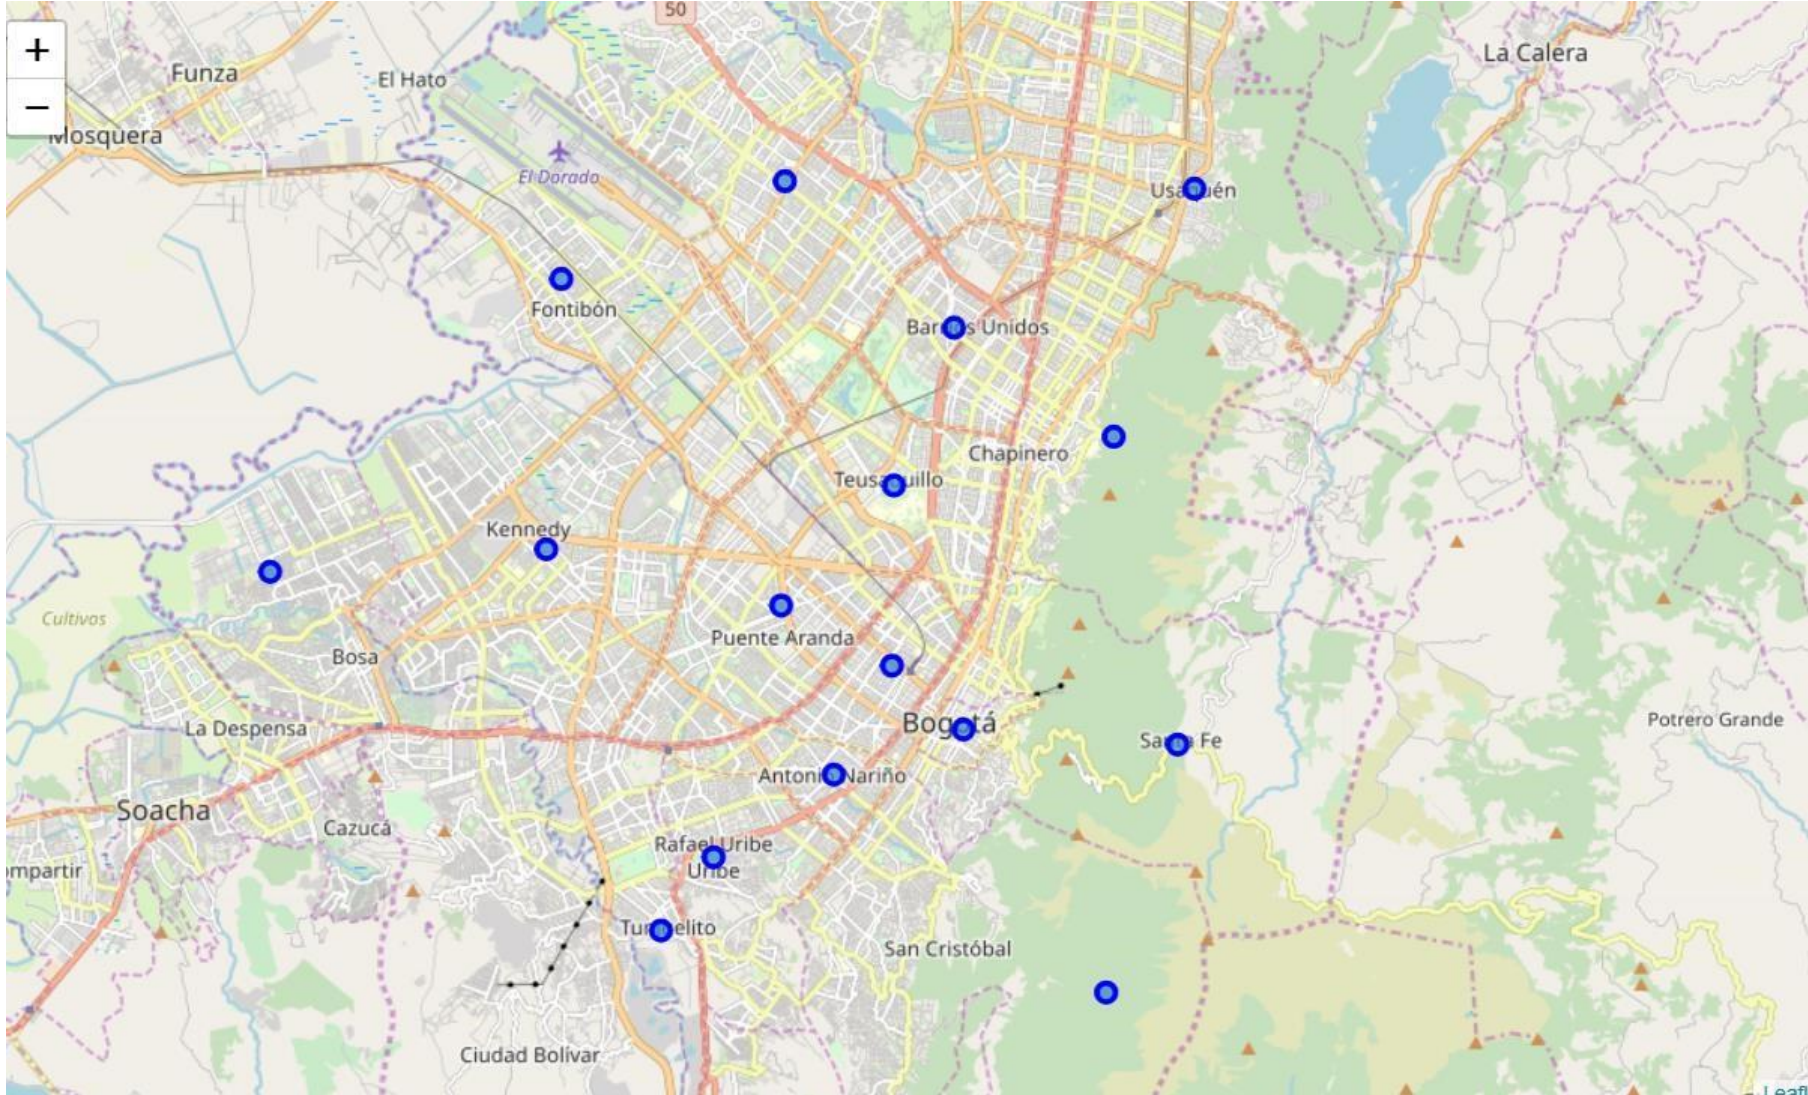 50
+
La Calera
Funza
El Hato
−
Mosquera
El Dorado
Usaquén
Fontibón
Barrios Unidos
Chapinero
Teusaquillo
Kennedy
Cultivos
Puente Aranda
Bosa
La Despensa
Bogotá
Santa Fe
Potrero Grande
Antonio Nariño
Soacha
Cazucá
Rafael Uribe
Uribe
ompartir
Tunjuelito
San Cristóbal
Ciudad Bolívar
Leafl